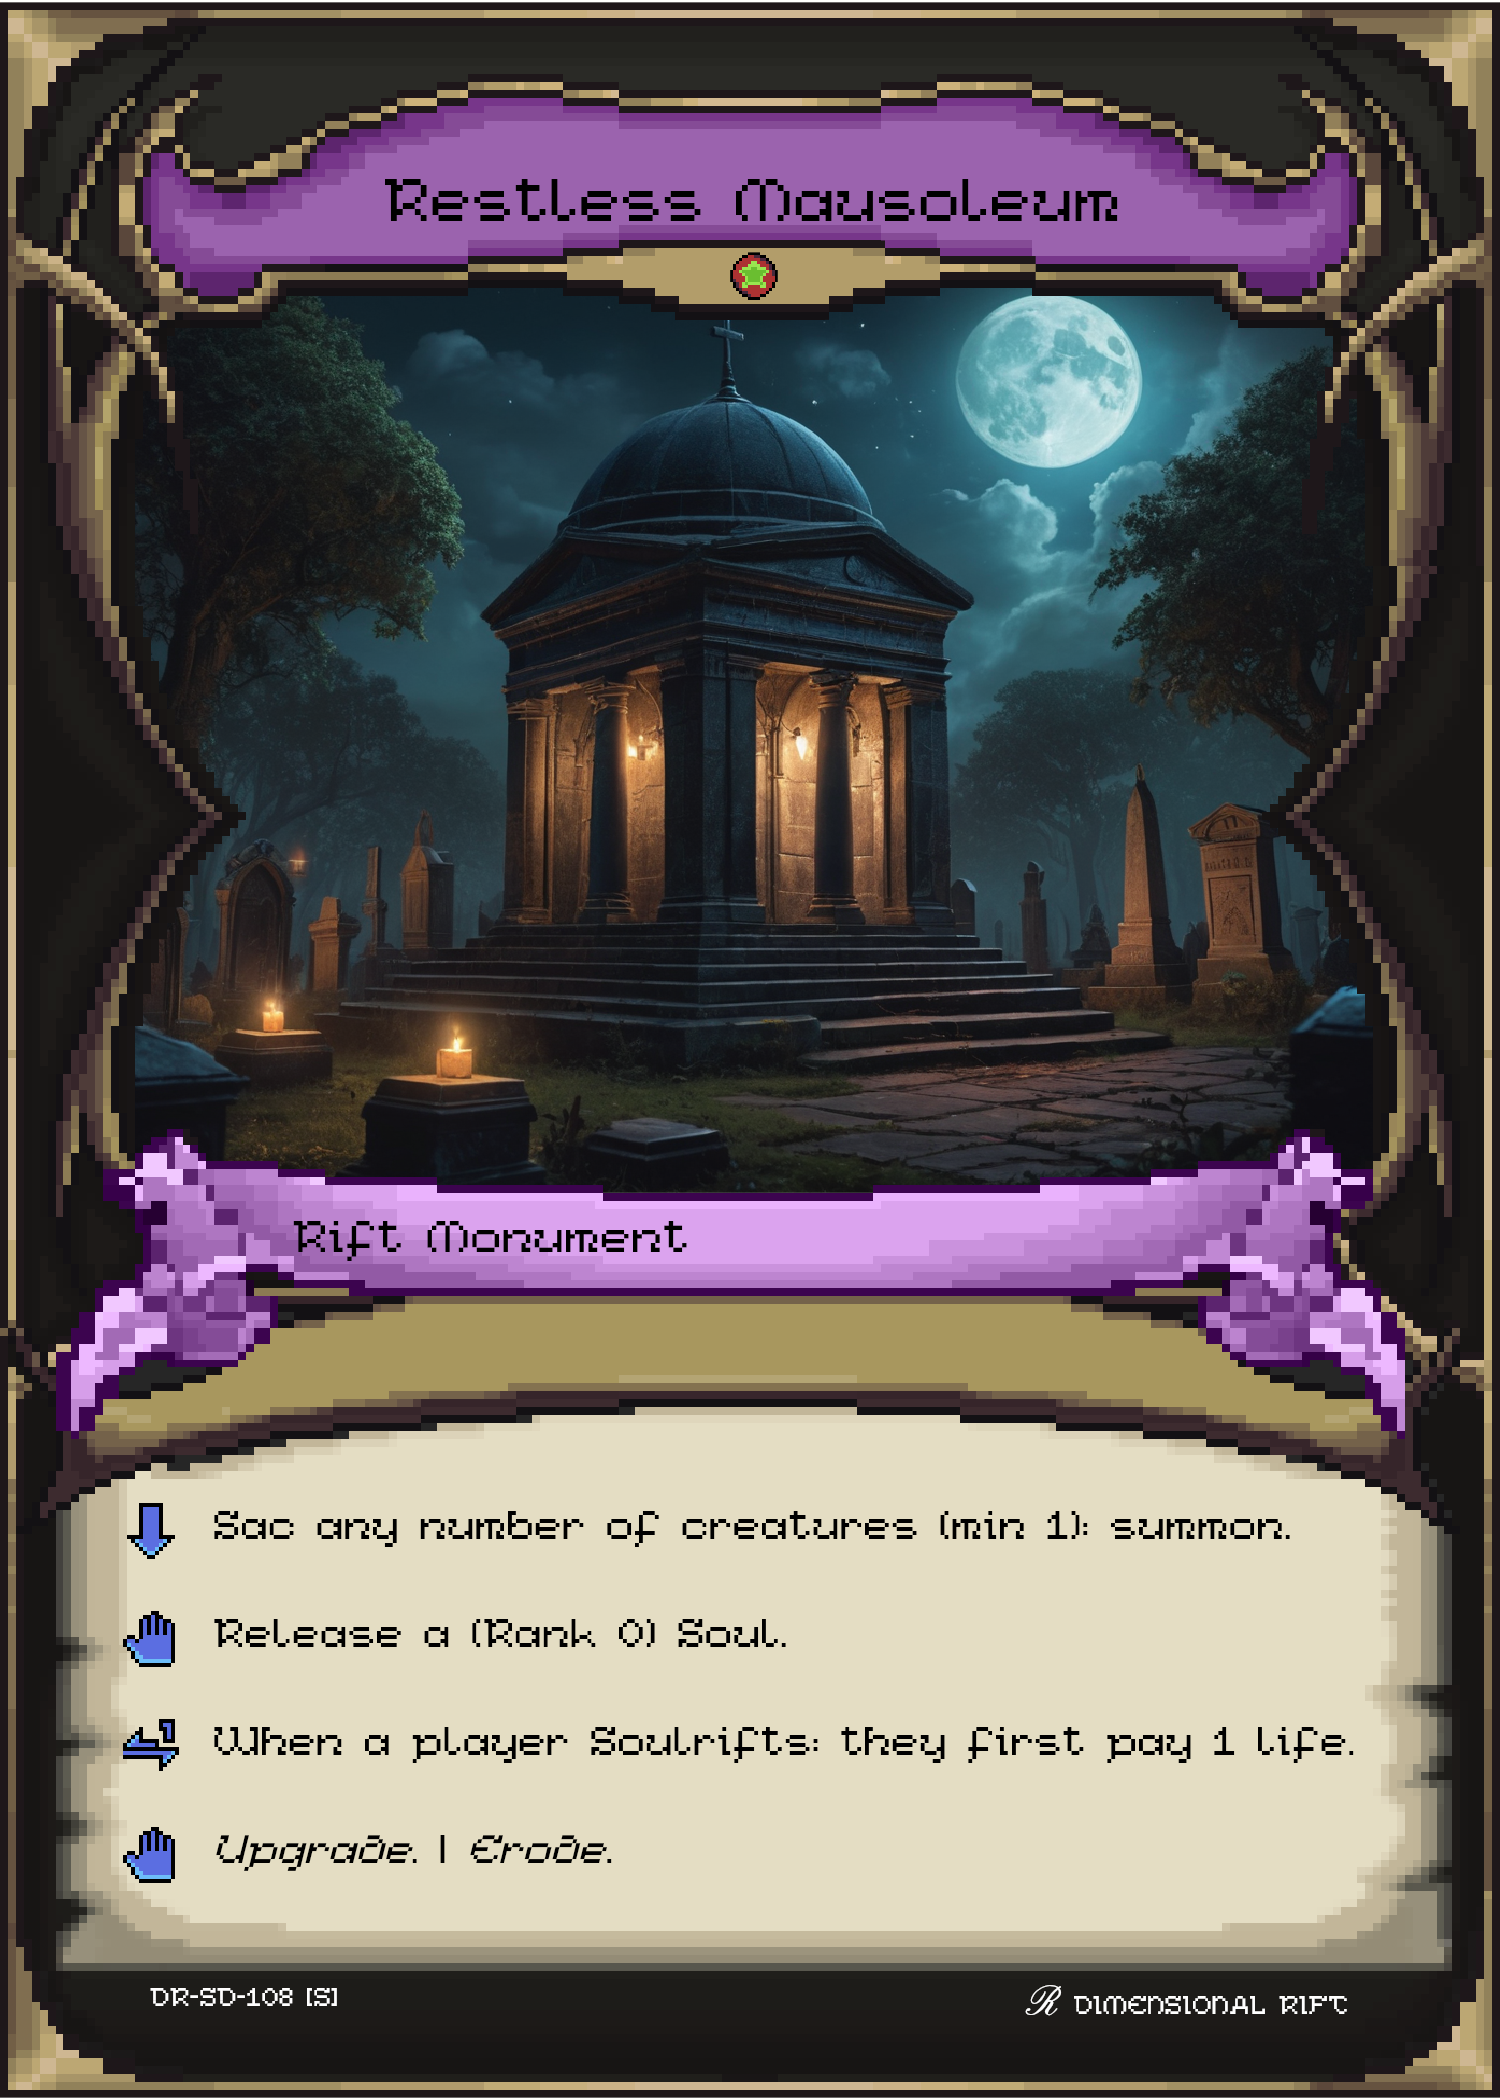 Restless Mausoleum
Rift Monument
Sac any number of creatures (min 1): summon.
Release a (Rank 0) Soul.
When a player Soulrifts: they first pay 1 life.
Upgrade. | Erode.
DR-SD-108 [S]
R DIMENSIONAL RIFT